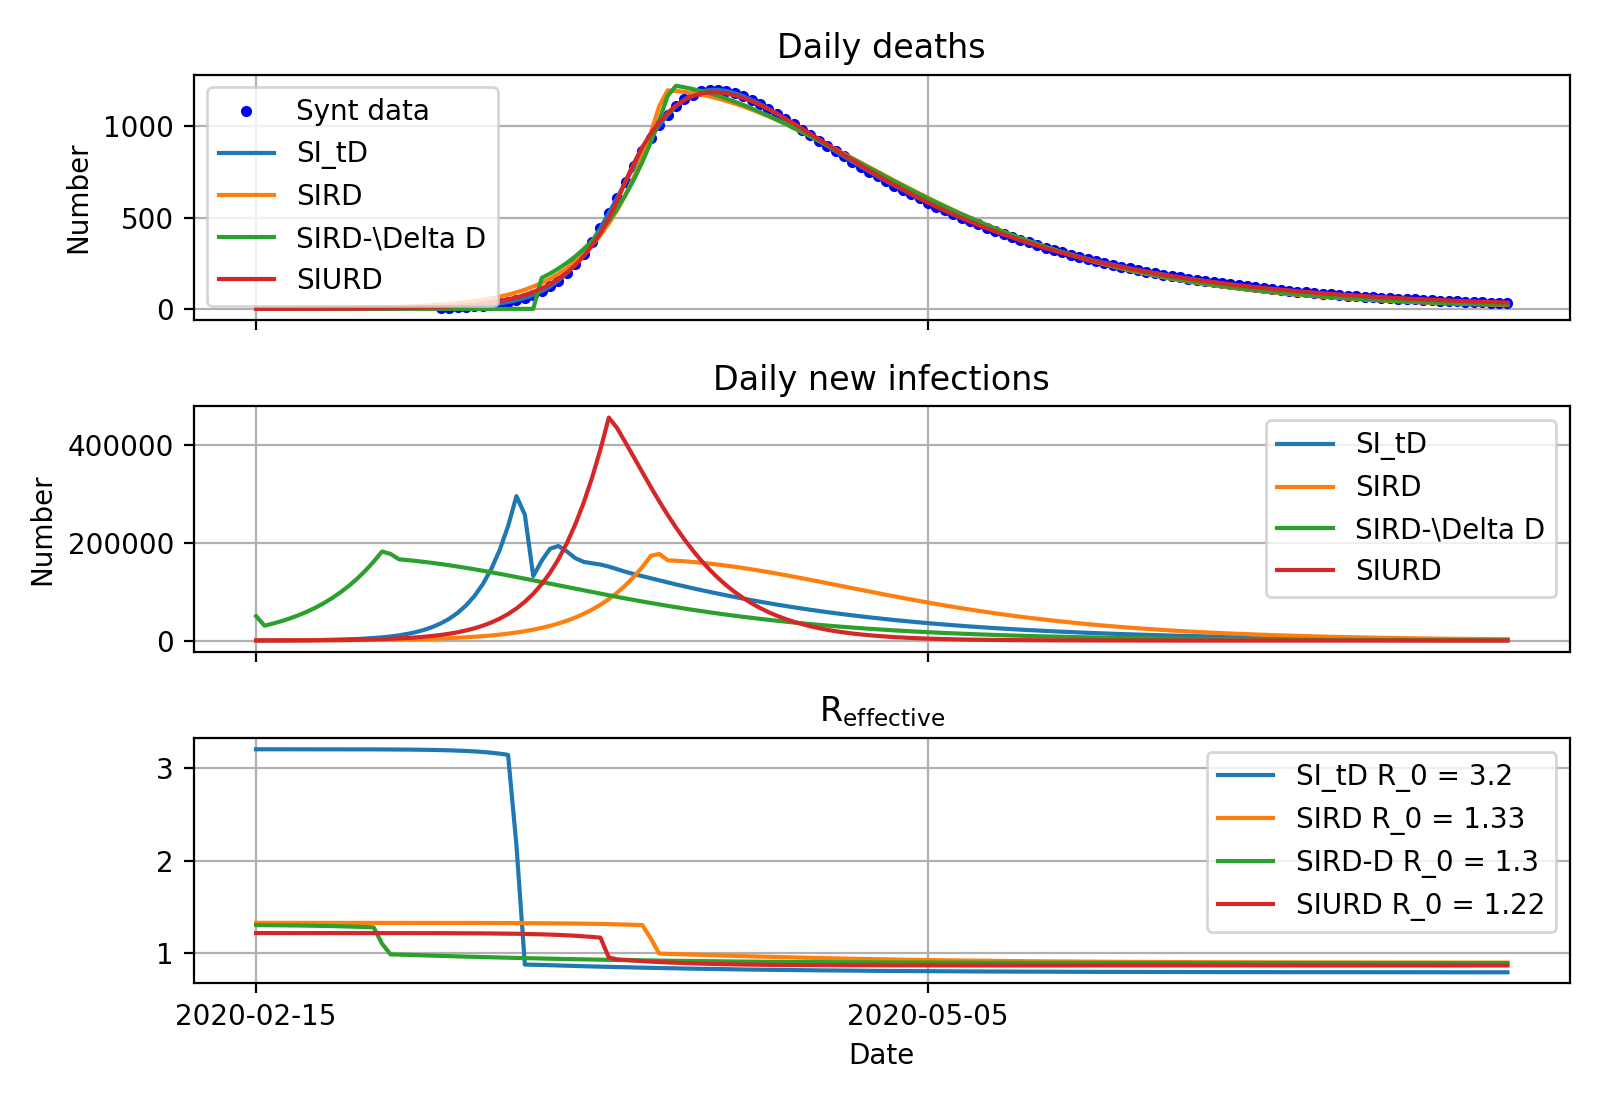 Daily deaths
Number
1000
500
0
Synt data
SI_tD
SIRD
SIRD-\Delta D
SIURD
Daily new infections
Number
400000
200000
0
SI_tD
SIRD
SIRD-\Delta D
SIURD
R_effective
3
2
1
SI_tD R_0 = 3.2
SIRD R_0 = 1.33
SIRD-D R_0 = 1.3
SIURD R_0 = 1.22
2020-02-15 2020-05-05
Date